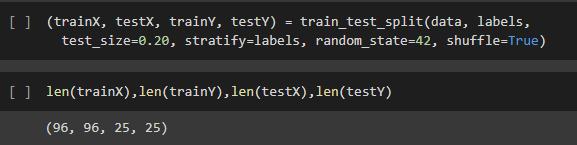 [ ] (trainX, testX, trainY, testY) = train_test_split(data, labels,
test_size=0.20, stratify=labels, random_state=42, shuffle=True)
[ ] len(trainX),len(trainY),len(testX),len(testY)
(96, 96, 25, 25)